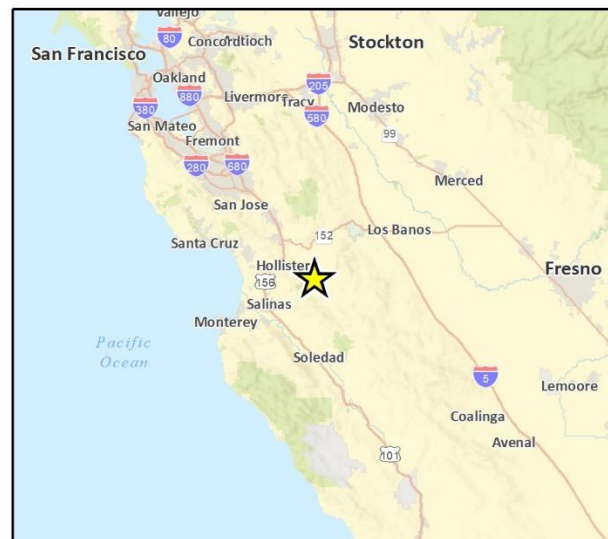 Vallejo
80
Concord
tioch
San Francisco
Stockton
Oakland
880
Livermore
205
Tracy
Modesto
380
580
San Mateo
Fremont
99
280
680
Merced
San Jose
152
Los Banos
Santa Cruz
Hollister
156
Fresno
Salinas
Monterey
Pacific
Ocean
Soledad
5
Lemoore
Coalinga
Avenal
101